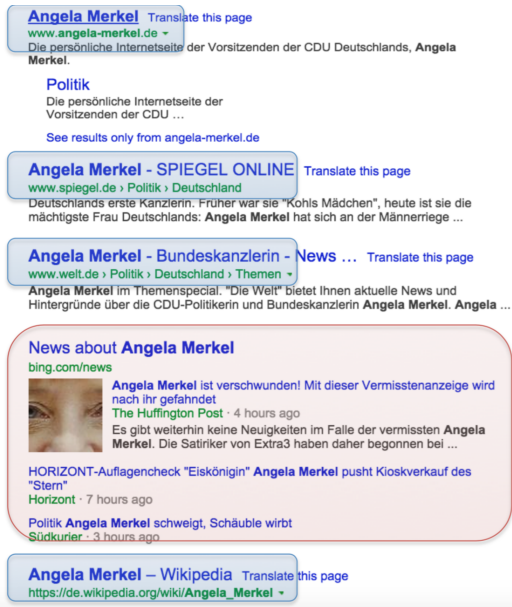 Angela Merkel Translate this page
www.angela-merkel.de
Die persönliche Internetseite der Vorsitzenden der CDU Deutschlands, Angela
Merkel.
Politik
Die persönliche Internetseite der
Vorsitzenden der CDU ...
See results only from angela-merkel.de
Angela Merkel - SPIEGEL ONLINE Translate this page
www.spiegel.de › Politik › Deutschland
Deutschlands erste Kanzlerin. Früher war sie "Kohls Mädchen", heute ist sie die
mächtigste Frau Deutschlands: Angela Merkel hat sich an der Männerriege ...
Angela Merkel - Bundeskanzlerin - News ... Translate this page
www.welt.de › Politik › Deutschland › Themen
Angela Merkel im Themenspecial. "Die Welt" bietet Ihnen aktuelle News und
Hintergründe über die CDU-Politikerin und Bundeskanzlerin Angela Merkel. Angela ...
News about Angela Merkel
bing.com/news
Angela Merkel ist verschwunden! Mit dieser Vermisstenanzeige wird
nach ihr gefahndet
The Huffington Post · 4 hours ago
Es gibt weiterhin keine Neuigkeiten im Falle der vermissten Angela
Merkel. Die Satiriker von Extra3 haben daher begonnen bei ...
HORIZONT-Auflagencheck "Eiskönigin" Angela Merkel pusht Kioskverkauf des
"Stern"
Horizont · 7 hours ago
Politik Angela Merkel schweigt, Schäuble wirbt
Südkurier · 3 hours ago
Angela Merkel – Wikipedia Translate this page
https://de.wikipedia.org/wiki/Angela_Merkel